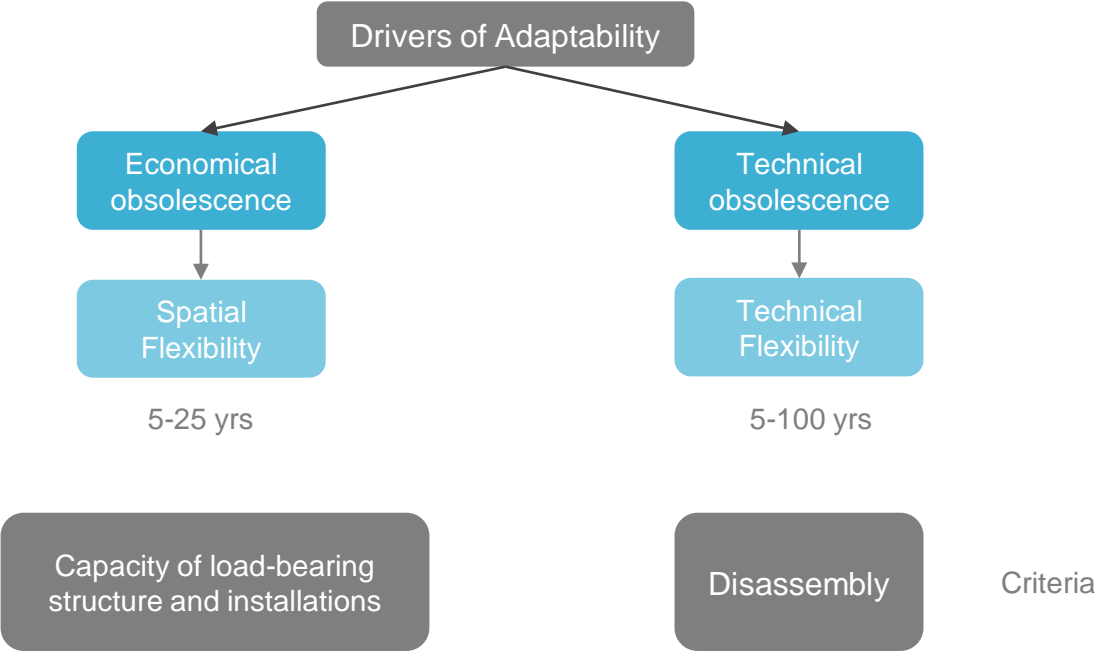 Drivers of Adaptability
Economical
obsolescence
Technical
obsolescence
Spatial
Flexibility
Technical
Flexibility
5-25 yrs
5-100 yrs
Capacity of load-bearing
structure and installations
Disassembly
Criteria